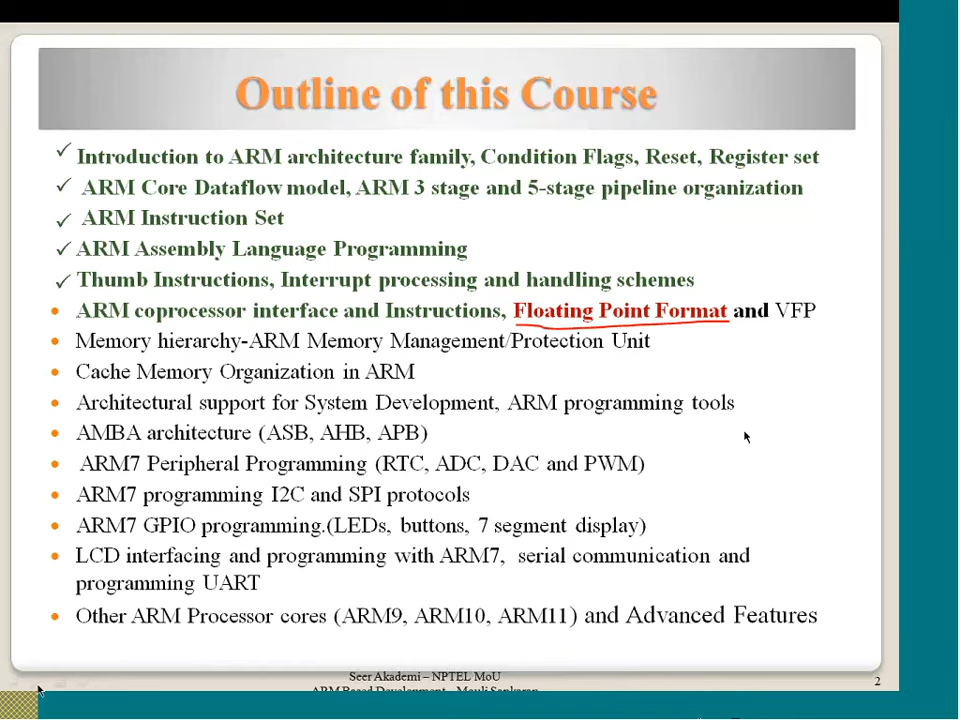 Outline of this Course
Introduction to ARM architecture family, Condition Flags, Reset, Register set
ARM Core Dataflow model, ARM 3 stage and 5-stage pipeline organization
ARM Instruction Set
ARM Assembly Language Programming
Thumb Instructions, Interrupt processing and handling schemes
ARM coprocessor interface and Instructions, Floating Point Format and VFP
Memory hierarchy-ARM Memory Management/Protection Unit
Cache Memory Organization in ARM
Architectural support for System Development, ARM programming tools
AMBA architecture (ASB, AHB, APB)
ARM7 Peripheral Programming (RTC, ADC, DAC and PWM)
ARM7 programming I2C and SPI protocols
ARM7 GPIO programming.(LEDs, buttons, 7 segment display)
LCD interfacing and programming with ARM7, serial communication and
programming UART
Other ARM Processor cores (ARM9, ARM10, ARM11) and Advanced Features
Seer Akademi – NPTEL MoU
2
ARM Based Development - Mouli Sankaran